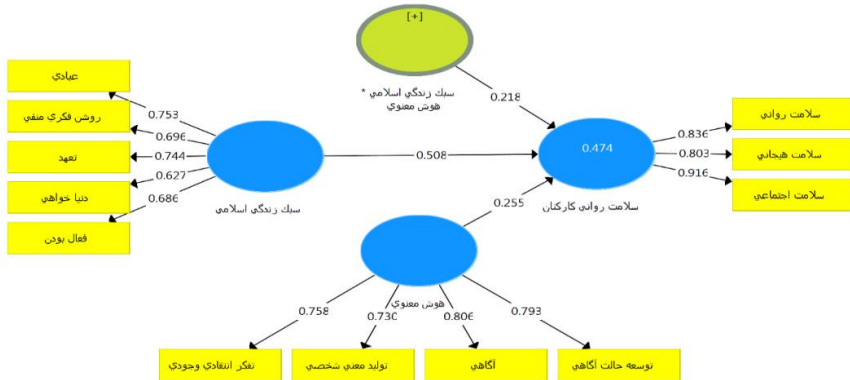 [+]
سبك زندگي اسلامي *
هوش معنوي
0.218
عبادي
روشن فكري منفي
تعهد
دنيا خواهي
فعال بودن
0.753
0.696
0.744
0.627
0.686
سبك زندگي اسلامي
0.508
0.474
سلامت رواني كاركنان
0.836
0.803
0.916
سلامت رواني
سلامت هيجاني
سلامت اجتماعي
0.255
هوش معنوي
0.758
0.730
0.806
0.793
تفكر انتقادي وجودي
توليد معني شخصي
آگاهي
توسعه حالت آگاهي